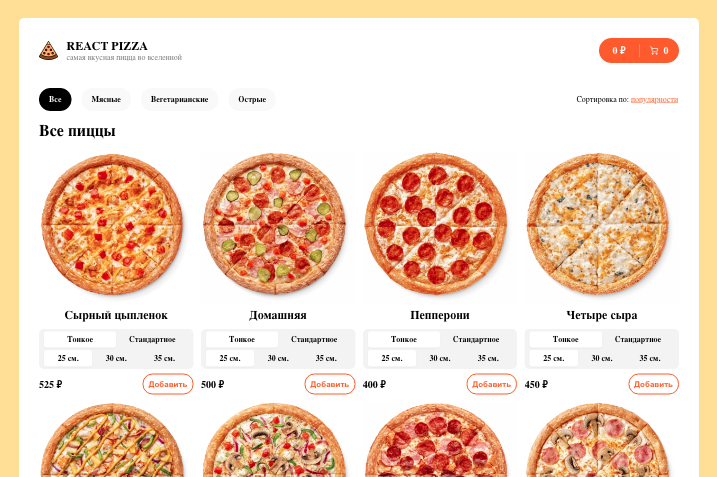 REACT PIZZA
самая вкусная пицца во вселенной
0 ₽ 0
Все Мясные Вегетарианские Острые
Сортировка по: популярности
Все пиццы
Сырный цыпленок Домашняя Пепперони Четыре сыра
Тонкое Стандартное Тонкое Стандартное Тонкое Стандартное Тонкое Стандартное
25 см. 30 см. 35 см. 25 см. 30 см. 35 см. 25 см. 30 см. 35 см. 25 см. 30 см. 35 см.
525 ₽ Добавить 500 ₽ Добавить 400 ₽ Добавить 450 ₽ Добавить